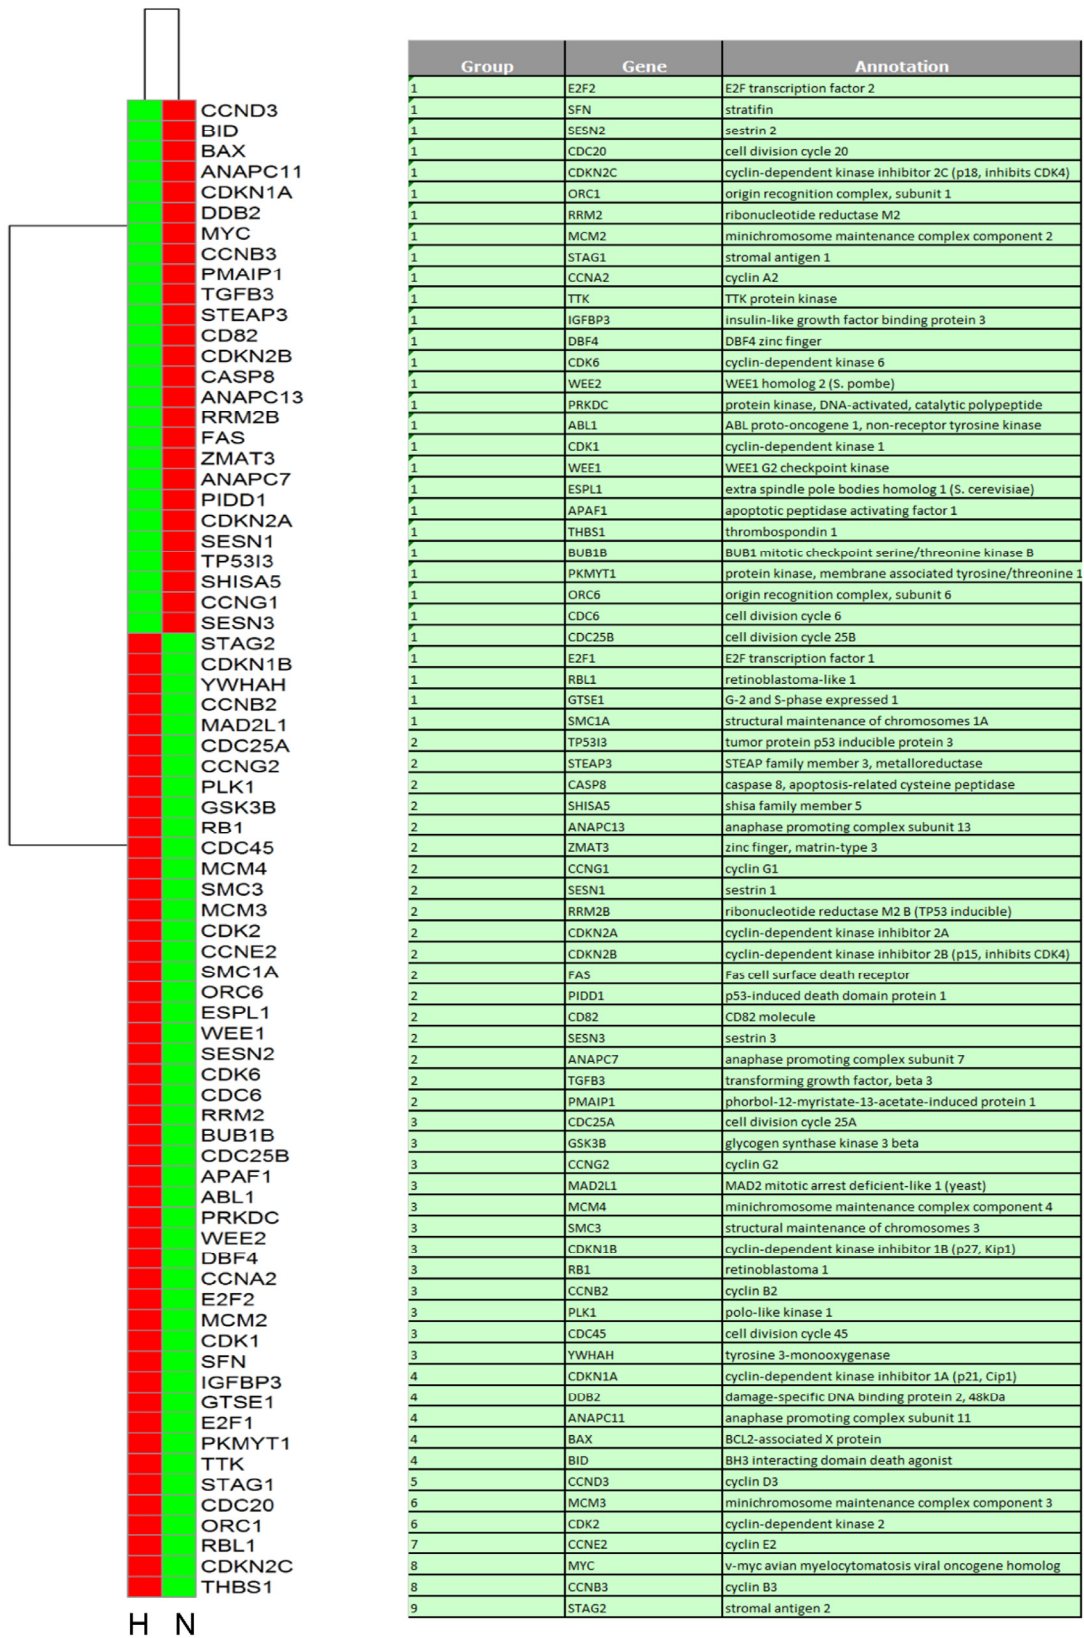 CCND3
BID
BAX
ANAPC11
CDKN1A
DDB2
MYC
CCNB3
PMAIP1
TGFB3
STEAP3
CD82
CDKN2B
CASP8
ANAPC13
RRM2B
FAS
ZMAT3
ANAPC7
PIDD1
CDKN2A
SESN1
TP53I3
SHISA5
CCNG1
SESN3
STAG2
CDKN1B
YWHAH
CCNB2
MAD2L1
CDC25A
CCNG2
PLK1
GSK3B
RB1
CDC45
MCM4
SMC3
MCM3
CDK2
CCNE2
SMC1A
ORC6
ESPL1
WEE1
SESN2
CDK6
CDC6
RRM2
BUB1B
CDC25B
APAF1
ABL1
PRKDC
WEE2
DBF4
CCNA2
E2F2
MCM2
CDK1
SFN
IGFBP3
GTSE1
E2F1
PKMYT1
TTK
STAG1
CDC20
ORC1
RBL1
CDKN2C
THBS1
H N
Group Gene Annotation
1 E2F2 E2F transcription factor 2
1 SFN stratifin
1 SESN2 sestrin 2
1 CDC20 cell division cycle 20
1 CDKN2C cyclin-dependent kinase inhibitor 2C (p18, inhibits CDK4)
1 ORC1 origin recognition complex, subunit 1
1 RRM2 ribonucleotide reductase M2
1 MCM2 minichromosome maintenance complex component 2
1 STAG1 stromal antigen 1
1 CCNA2 cyclin A2
1 TTK TTK protein kinase
1 IGFBP3 insulin-like growth factor binding protein 3
1 DBF4 DBF4 zinc finger
1 CDK6 cyclin-dependent kinase 6
1 WEE2 WEE1 homolog 2 (S. pombe)
1 PRKDC protein kinase, DNA-activated, catalytic polypeptide
1 ABL1 ABL proto-oncogene 1, non-receptor tyrosine kinase
1 CDK1 cyclin-dependent kinase 1
1 WEE1 WEE1 G2 checkpoint kinase
1 ESPL1 extra spindle pole bodies homolog 1 (S. cerevisiae)
1 APAF1 apoptotic peptidase activating factor 1
1 THBS1 thrombospondin 1
1 BUB1B BUB1 mitotic checkpoint serine/threonine kinase B
1 PKMYT1 protein kinase, membrane associated tyrosine/threonine 1
1 ORC6 origin recognition complex, subunit 6
1 CDC6 cell division cycle 6
1 CDC25B cell division cycle 25B
1 E2F1 E2F transcription factor 1
1 RBL1 retinoblastoma-like 1
1 GTSE1 G-2 and S-phase expressed 1
1 SMC1A structural maintenance of chromosomes 1A
2 TP53I3 tumor protein p53 inducible protein 3
2 STEAP3 STEAP family member 3, metalloreductase
2 CASP8 caspase 8, apoptosis-related cysteine peptidase
2 SHISA5 shisa family member 5
2 ANAPC13 anaphase promoting complex subunit 13
2 ZMAT3 zinc finger, matrin-type 3
2 CCNG1 cyclin G1
2 SESN1 sestrin 1
2 RRM2B ribonucleotide reductase M2 B (TP53 inducible)
2 CDKN2A cyclin-dependent kinase inhibitor 2A
2 CDKN2B cyclin-dependent kinase inhibitor 2B (p15, inhibits CDK4)
2 FAS Fas cell surface death receptor
2 PIDD1 p53-induced death domain protein 1
2 CD82 CD82 molecule
2 SESN3 sestrin 3
2 ANAPC7 anaphase promoting complex subunit 7
2 TGFB3 transforming growth factor, beta 3
2 PMAIP1 phorbol-12-myristate-13-acetate-induced protein 1
3 CDC25A cell division cycle 25A
3 GSK3B glycogen synthase kinase 3 beta
3 CCNG2 cyclin G2
3 MAD2L1 MAD2 mitotic arrest deficient-like 1 (yeast)
3 MCM4 minichromosome maintenance complex component 4
3 SMC3 structural maintenance of chromosomes 3
3 CDKN1B cyclin-dependent kinase inhibitor 1B (p27, Kip1)
3 RB1 retinoblastoma 1
3 CCNB2 cyclin B2
3 PLK1 polo-like kinase 1
3 CDC45 cell division cycle 45
3 YWHAH tyrosine 3-monooxygenase
4 CDKN1A cyclin-dependent kinase inhibitor 1A (p21, Cip1)
4 DDB2 damage-specific DNA binding protein 2, 48kDa
4 ANAPC11 anaphase promoting complex subunit 11
4 BAX BCL2-associated X protein
4 BID BH3 interacting domain death agonist
5 CCND3 cyclin D3
6 MCM3 minichromosome maintenance complex component 3
6 CDK2 cyclin-dependent kinase 2
7 CCNE2 cyclin E2
8 MYC v-myc avian myelocytomatosis viral oncogene homolog
8 CCNB3 cyclin B3
9 STAG2 stromal antigen 2